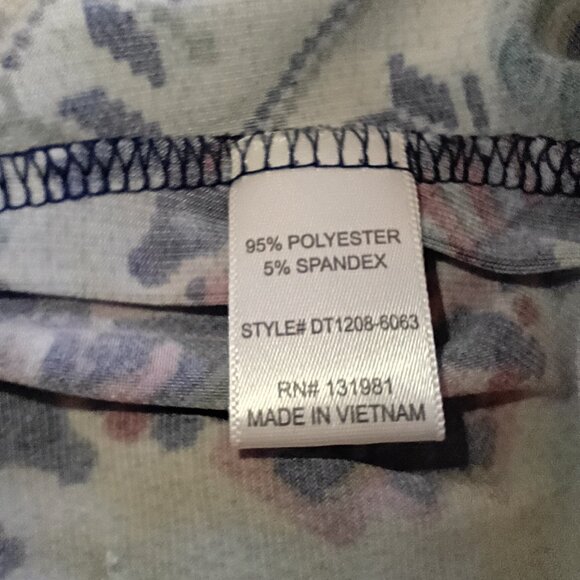 95% POLYESTER
5% SPANDEX
STYLE# DT1208-6063
RN# 131981
MADE IN VIETNAM